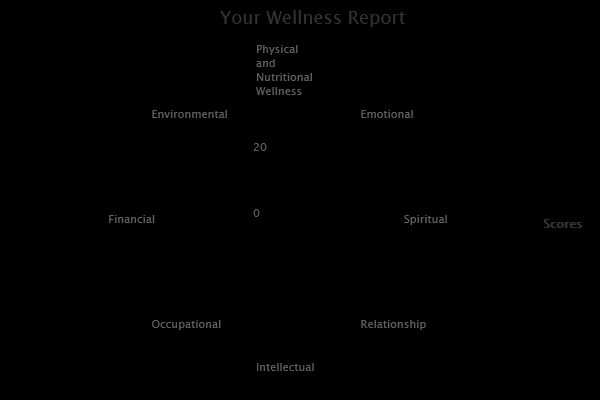 Your Wellness Report
Physical
and
Nutritional
Wellness
Environmental
Emotional
20
0
Financial
Spiritual
Scores
Occupational
Relationship
Intellectual